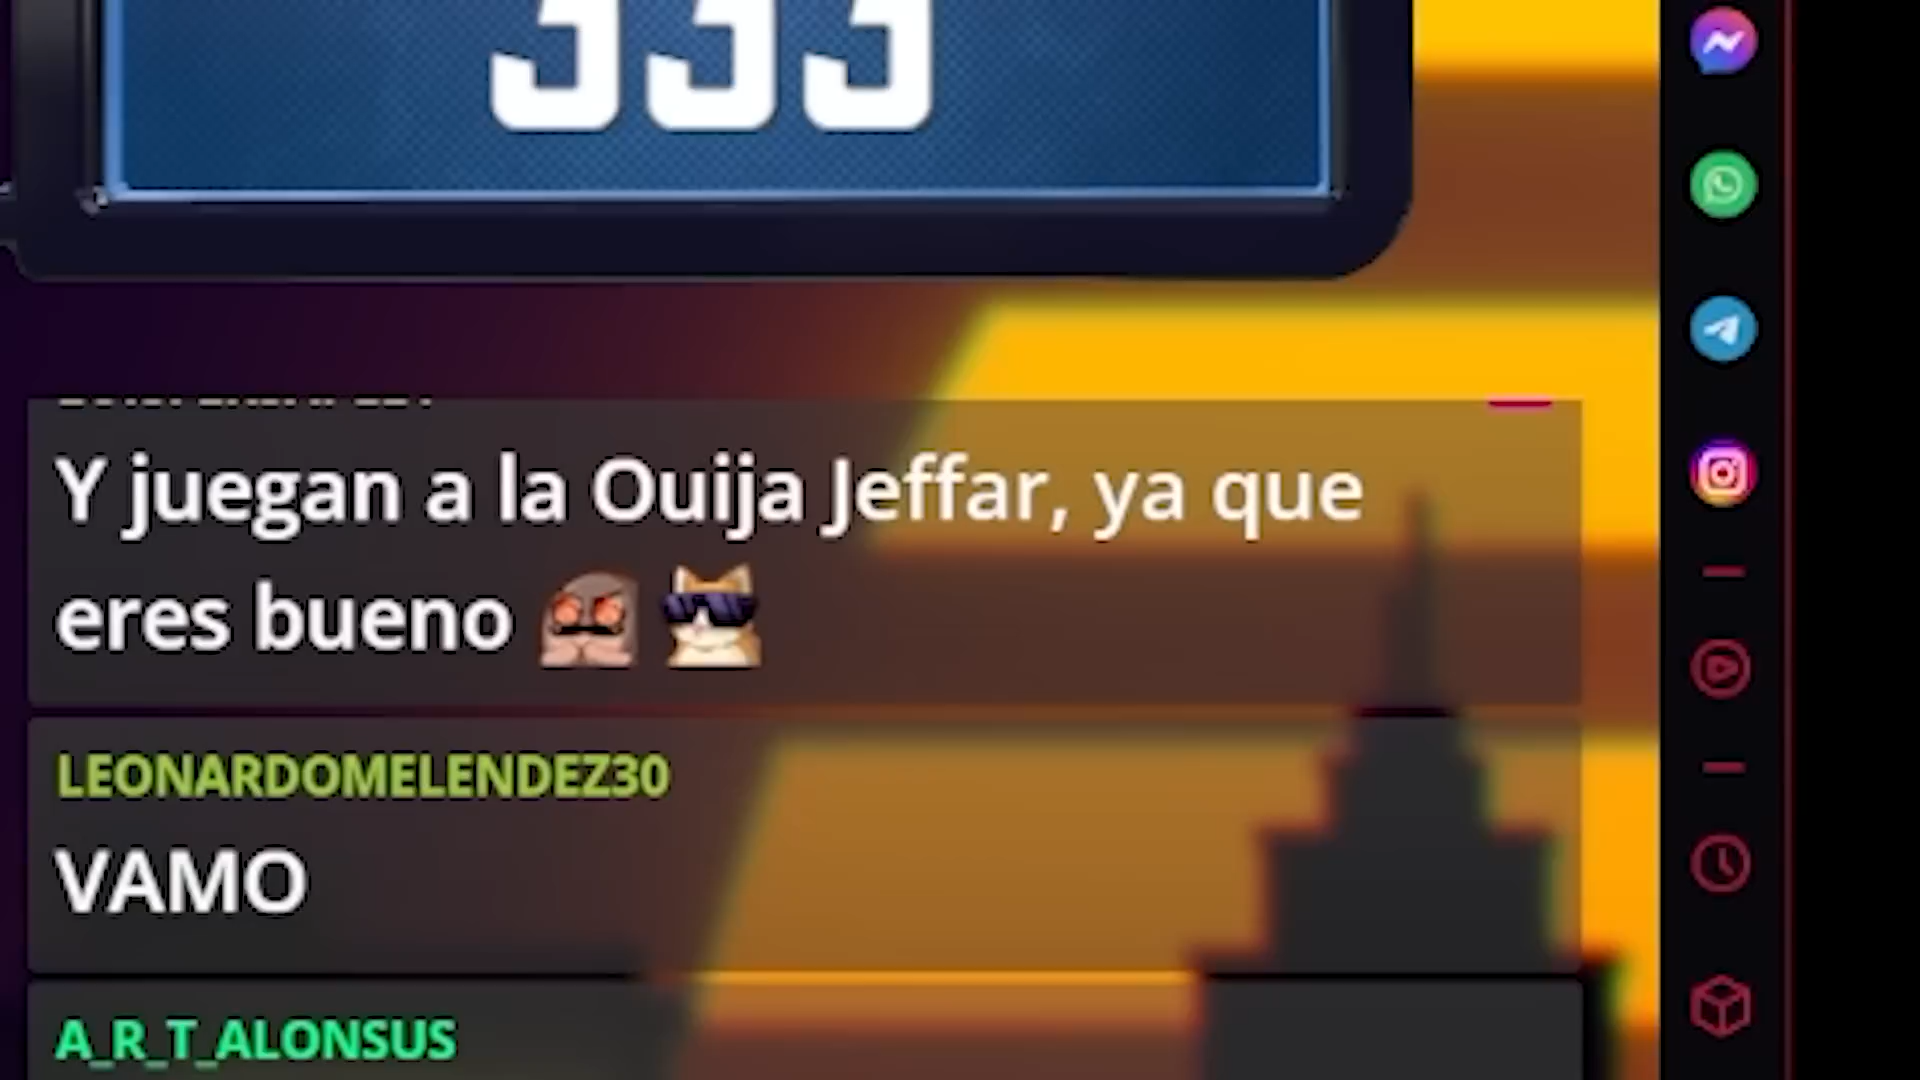 333
Y juegan a la Ouija Jeffar, ya que
eres bueno
LEONARDOMELENDEZ30
VAMO
A_R_T_ALONSUS